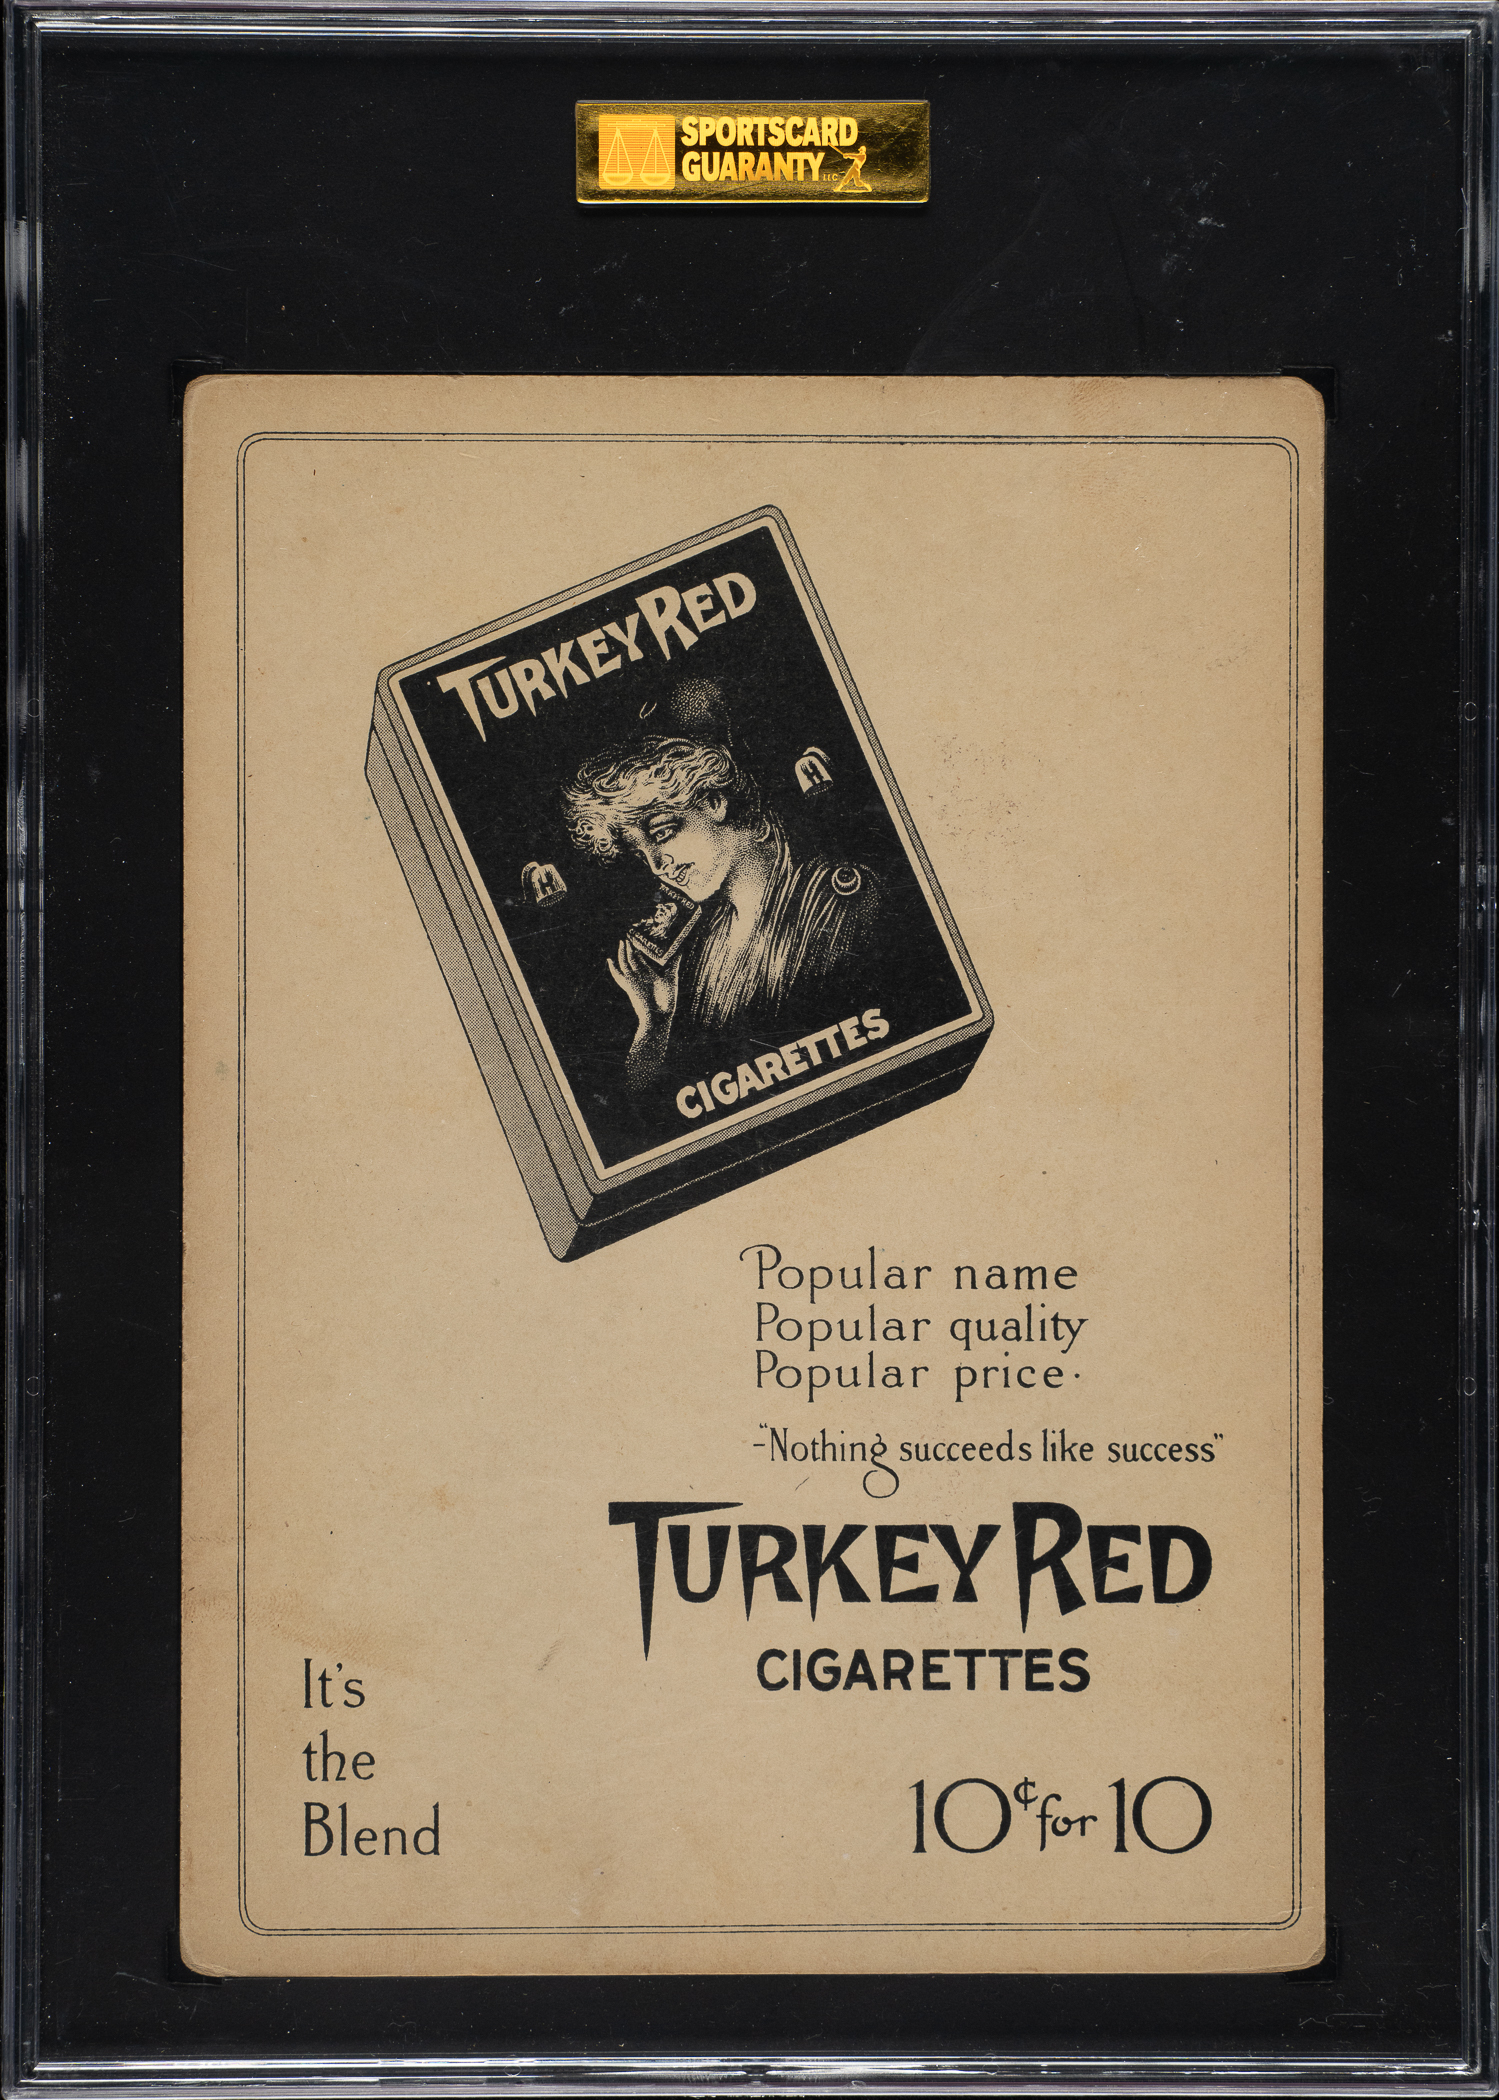 SPORTSCARD
GUARANTY LLC
TURKEY RED
CIGARETTES
Popular name
Popular quality
Popular price.
-"Nothing succeeds like success"
TURKEY RED
CIGARETTES
It's
the
Blend
10¢ for 10